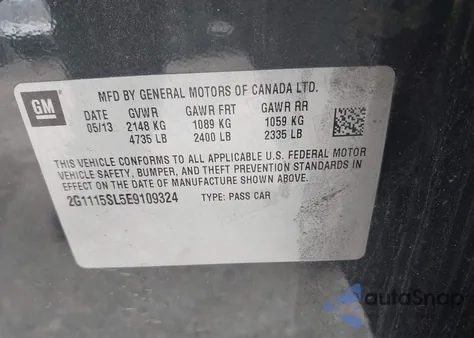 GM
MFD BY GENERAL MOTORS OF CANADA LTD.
DATE GVWR GAWR FRT GAWR RR
05/13 2148 KG 1089 KG 1059 KG
4735 LB 2400 LB 2335 LB
THIS VEHICLE CONFORMS TO ALL APPLICABLE U.S. FEDERAL MOTOR
VEHICLE SAFETY, BUMPER, AND THEFT PREVENTION STANDARDS IN
EFFECT ON THE DATE OF MANUFACTURE SHOWN ABOVE.
2G1115SL5E9109324 TYPE: PASS CAR
autoSnap